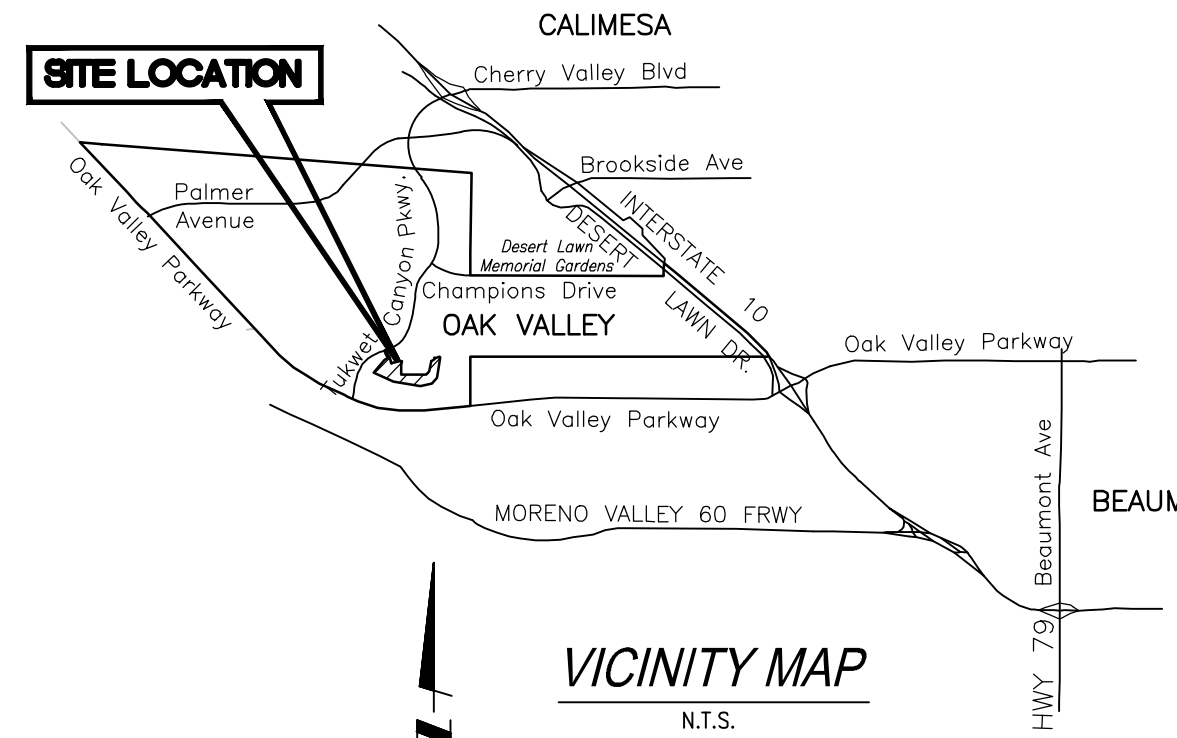 CALIMESA
SITE LOCATION
Cherry Valley Blvd
Brookside Ave
Oak Valley Parkway
Palmer
Avenue
Tukwet Canyon Pkwy.
INTERSTATE 10
DESERT LAWN DR.
Desert Lawn
Memorial Gardens
Champions Drive
OAK VALLEY
Oak Valley Parkway
Oak Valley Parkway
MORENO VALLEY 60 FRWY
HWY 79 Beaumont Ave
BEAUM
VICINITY MAP
N.T.S.